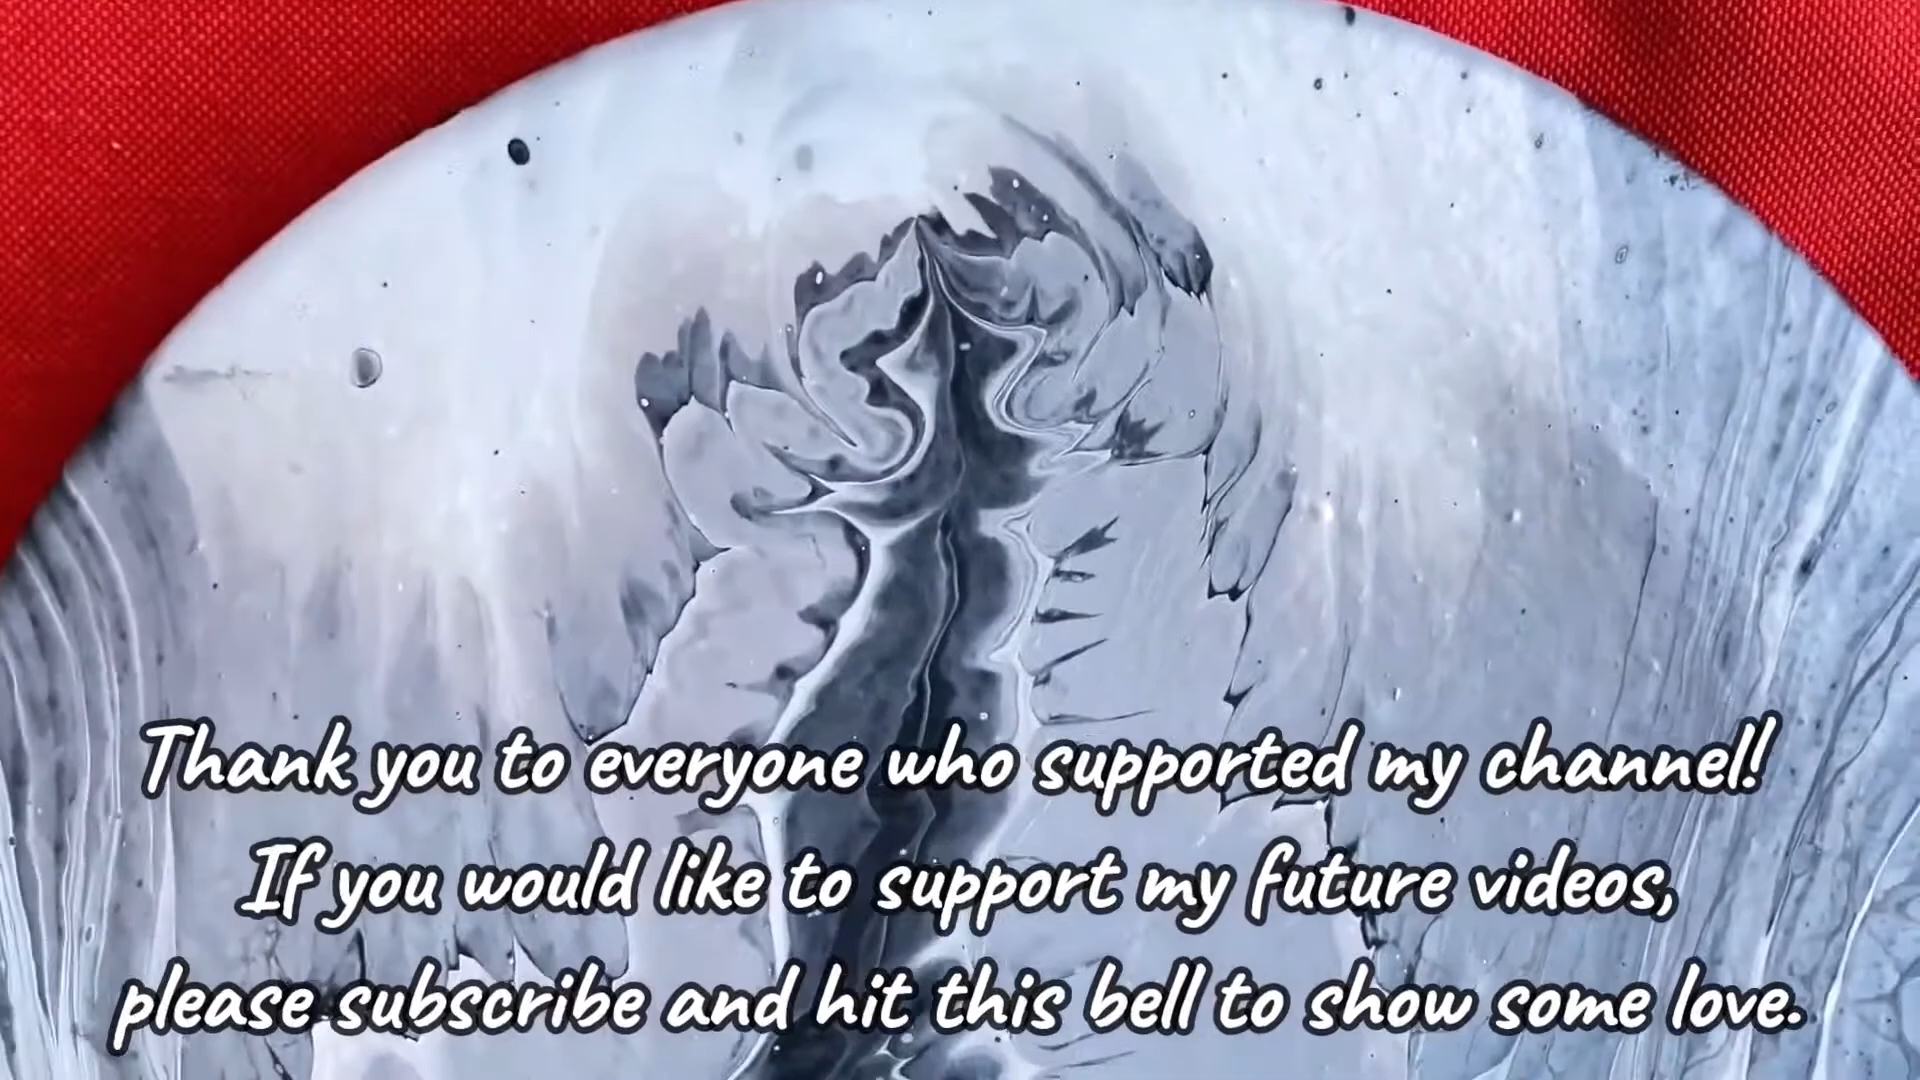 Thank you to everyone who supported my channel!
If you would like to support my future videos,
please subscribe and hit this bell to show some love.